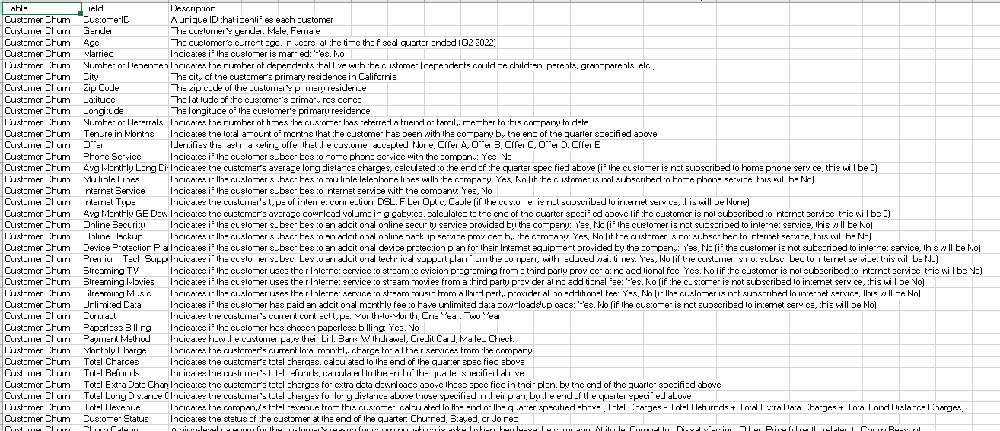 Table Field Description
Customer Churn CustomerID A unique ID that identifies each customer
Customer Churn Gender The customer's gender: Male, Female
Customer Churn Age The customer's current age, in years, at the time the fiscal quarter ended (Q2 2022)
Customer Churn Married Indicates if the customer is married: Yes, No
Customer Churn Number of Dependen Indicates the number of dependents that live with the customer (dependents could be children, parents, grandparents, etc.)
Customer Churn City The city of the customer's primary residence in California
Customer Churn Zip Code The zip code of the customer's primary residence
Customer Churn Latitude The latitude of the customer's primary residence
Customer Churn Longitude The longitude of the customer's primary residence
Customer Churn Number of Referrals Indicates the number of times the customer has referred a friend or family member to this company to date
Customer Churn Tenure in Months Indicates the total amount of months that the customer has been with the company by the end of the quarter specified above
Customer Churn Offer Identifies the last marketing offer that the customer accepted: None, Offer A, Offer B, Offer C, Offer D, Offer E
Customer Churn Phone Service Indicates if the customer subscribes to home phone service with the company: Yes, No
Customer Churn Avg Monthly Long Di Indicates the customer's average long distance charges, calculated to the end of the quarter specified above (if the customer is not subscribed to home phone service, this will be 0)
Customer Churn Multiple Lines Indicates if the customer subscribes to multiple telephone lines with the company: Yes, No (if the customer is not subscribed to home phone service, this will be No)
Customer Churn Internet Service Indicates if the customer subscribes to Internet service with the company: Yes, No
Customer Churn Internet Type Indicates the customer's type of internet connection: DSL, Fiber Optic, Cable (if the customer is not subscribed to internet service, this will be None)
Customer Churn Avg Monthly GB Dow Indicates the customer's average download volume in gigabytes, calculated to the end of the quarter specified above (if the customer is not subscribed to internet service, this will be 0)
Customer Churn Online Security Indicates if the customer subscribes to an additional online security service provided by the company: Yes, No (if the customer is not subscribed to internet service, this will be No)
Customer Churn Online Backup Indicates if the customer subscribes to an additional online backup service provided by the company: Yes, No (if the customer is not subscribed to internet service, this will be No)
Customer Churn Device Protection Pla Indicates if the customer subscribes to an additional device protection plan for their Internet equipment provided by the company: Yes, No (if the customer is not subscribed to internet service, this will be No)
Customer Churn Premium Tech Supp Indicates if the customer subscribes to an additional technical support plan from the company with reduced wait times: Yes, No (if the customer is not subscribed to internet service, this will be No)
Customer Churn Streaming TV Indicates if the customer uses their Internet service to stream television programing from a third party provider at no additional fee: Yes, No (if the customer is not subscribed to internet service, this will be No)
Customer Churn Streaming Movies Indicates if the customer uses their Internet service to stream movies from a third party provider at no additional fee: Yes, No (if the customer is not subscribed to internet service, this will be No)
Customer Churn Streaming Music Indicates if the customer uses their Internet service to stream music from a third party provider at no additional fee: Yes, No (if the customer is not subscribed to internet service, this will be No)
Customer Churn Unlimited Data Indicates if the customer has paid an additional monthly fee to have unlimited data downloads/uploads: Yes, No (if the customer is not subscribed to internet service, this will be No)
Customer Churn Contract Indicates the customer's current contract type: Month-to-Month, One Year, Two Year
Customer Churn Paperless Billing Indicates if the customer has chosen paperless billing: Yes, No
Customer Churn Payment Method Indicates how the customer pays their bill: Bank Withdrawal, Credit Card, Mailed Check
Customer Churn Monthly Charge Indicates the customer's current total monthly charge for all their services from the company
Customer Churn Total Charges Indicates the customer's total charges, calculated to the end of the quarter specified above
Customer Churn Total Refunds Indicates the customer's total refunds, calculated to the end of the quarter specified above
Customer Churn Total Extra Data Char Indicates the customer's total charges for extra data downloads above those specified in their plan, by the end of the quarter specified above
Customer Churn Total Long Distance C Indicates the customer's total charges for long distance above those specified in their plan, by the end of the quarter specified above
Customer Churn Total Revenue Indicates the company's total revenue from this customer, calculated to the end of the quarter specified above (Total Charges - Total Refurnds + Total Extra Data Charges + Total Lond Distance Charges)
Customer Churn Customer Status Indicates the status of the customer at the end of the quarter: Churned, Stayed, or Joined
Customer Churn Churn Category A high-level category for the customer's reason for churning, which is asked when they leave the company: Attitude, Competitor, Dissatisfaction, Other, Price (directly related to Churn Reason)